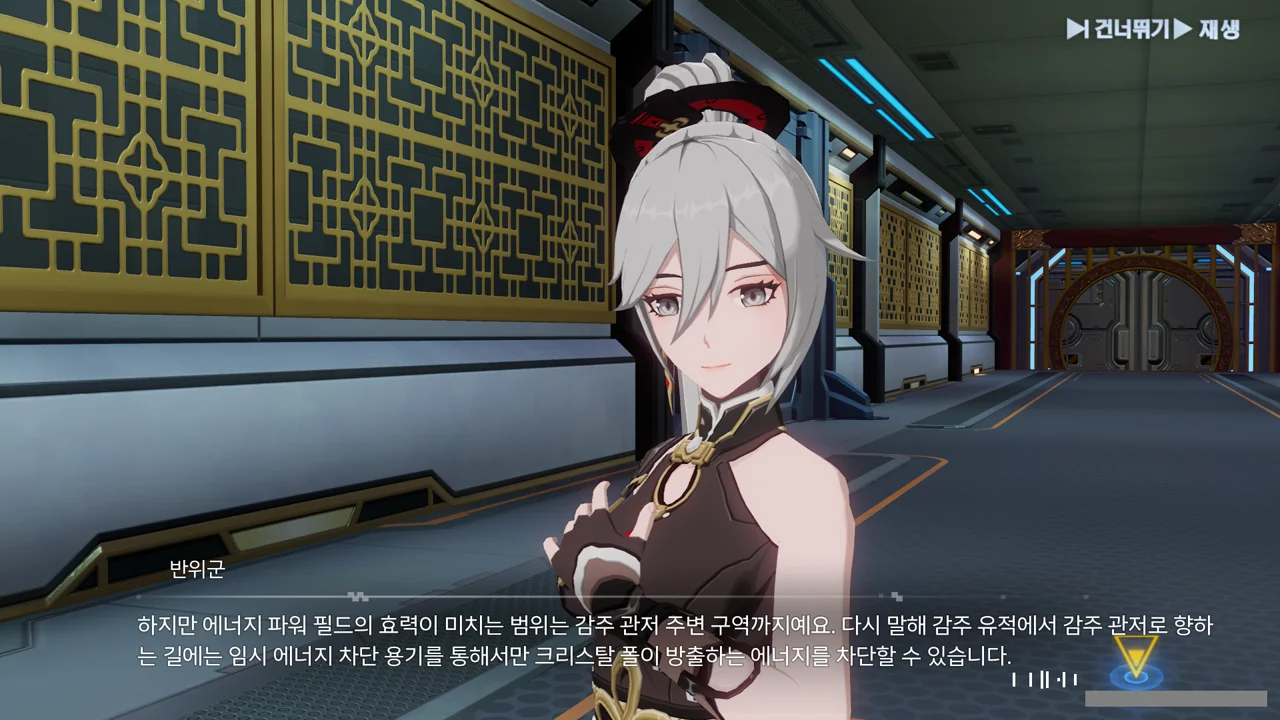 건너뛰기 재생
반위군
하지만 에너지 파워 필드의 효력이 미치는 범위는 감주 관저 주변 구역까지예요. 다시 말해 감주 유적에서 감주 관저로 향하
는 길에는 임시 에너지 차단 용기를 통해서만 크리스탈 폴이 방출하는 에너지를 차단할 수 있습니다.